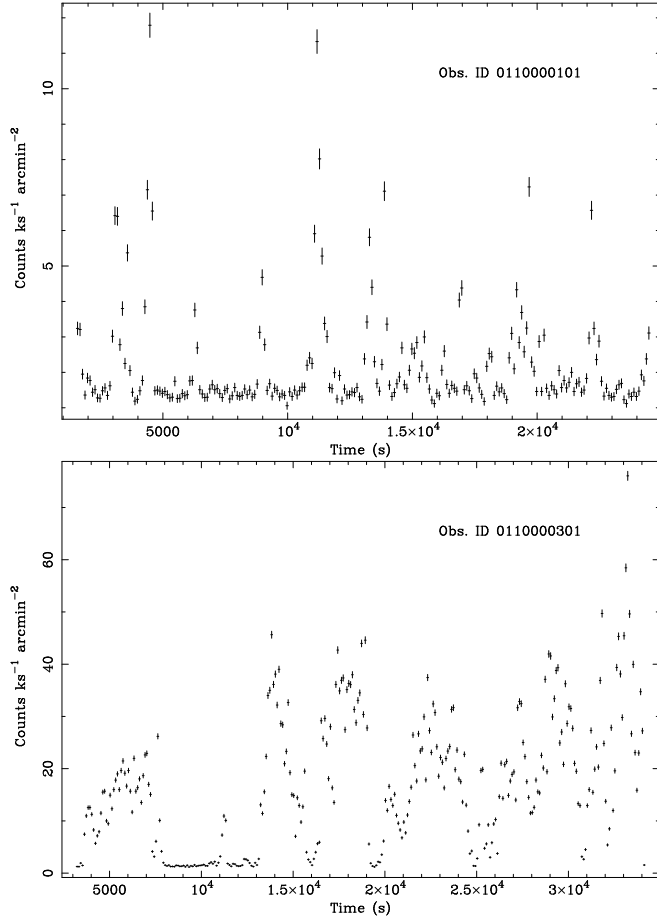 10
5
Counts ks⁻¹ arcmin⁻²
Obs. ID 0110000101
5000 10⁴ 1.5×10⁴ 2×10⁴
Time (s)
60
40
20
0
Counts ks⁻¹ arcmin⁻²
Obs. ID 0110000301
5000 10⁴ 1.5×10⁴ 2×10⁴ 2.5×10⁴ 3×10⁴
Time (s)